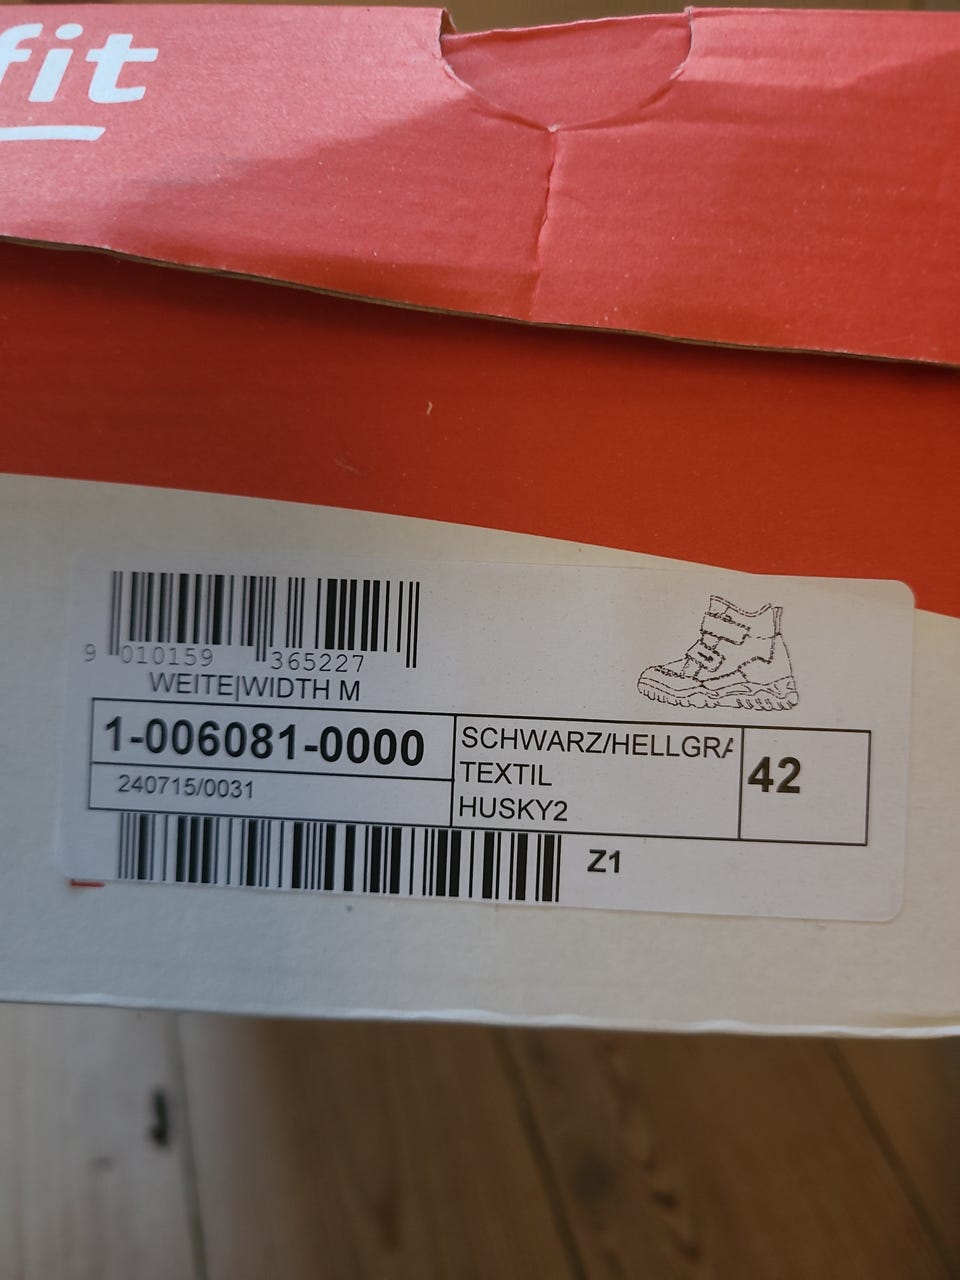 fit
9 010159 365227
WEITE|WIDTH M
1-006081-0000
240715/0031
SCHWARZ/HELLGRA
TEXTIL
HUSKY2
42
Z1